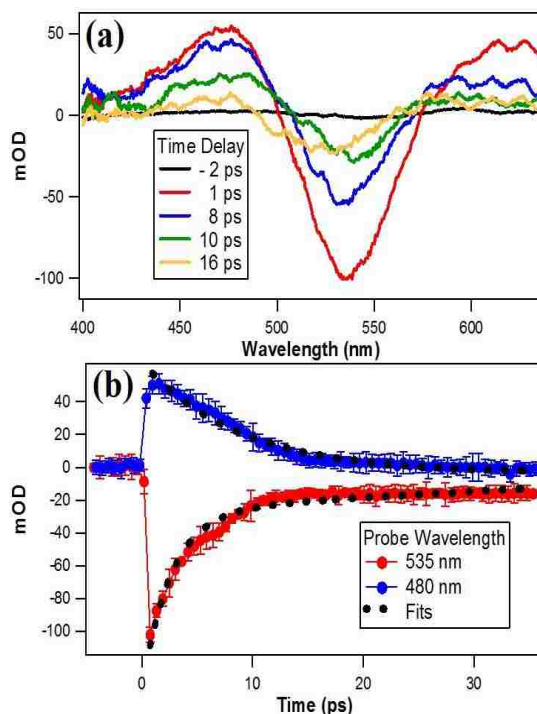 (a)
50
0
-50
-100
mOD
Time Delay
- 2 ps
1 ps
8 ps
10 ps
16 ps
400
450
500
550
600
Wavelength (nm)
(b)
40
20
0
-20
-40
-60
-80
-100
mOD
Probe Wavelength
535 nm
480 nm
Fits
0
10
20
30
Time (ps)